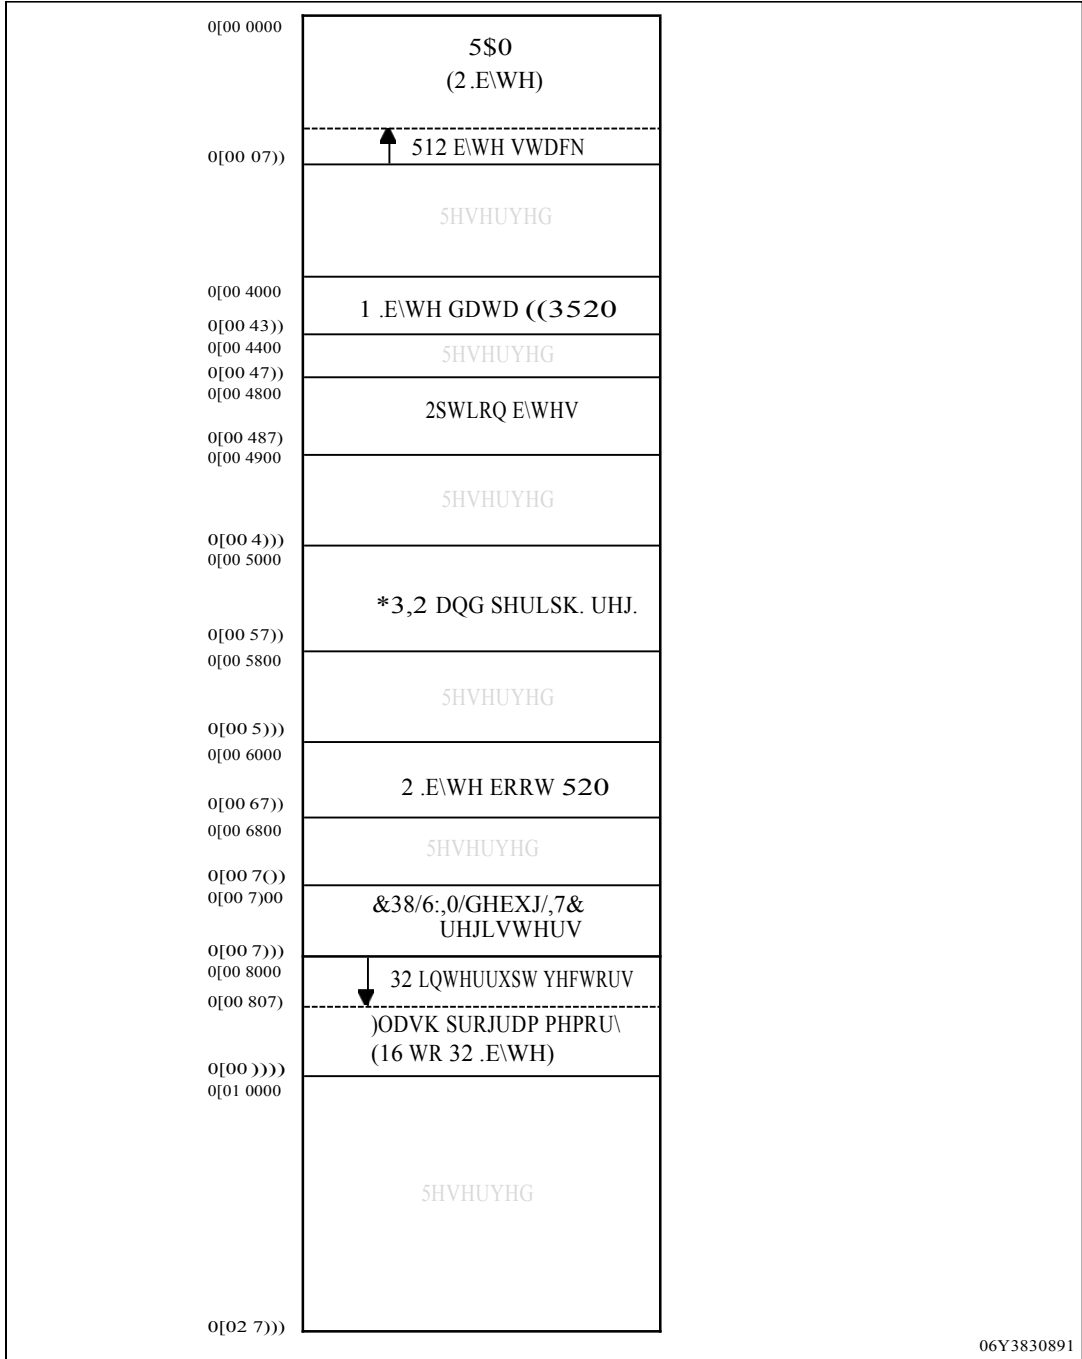 0[00 0000
5$0
(2 .E\WH)
512 E\WH VWDFN
0[00 07))
5HVHUYHG
0[00 4000
1 .E\WH GDWD ((3520
0[00 43))
0[00 4400
5HVHUYHG
0[00 47))
0[00 4800
2SWLRQ E\WHV
0[00 487)
0[00 4900
5HVHUYHG
0[00 4)))
0[00 5000
*3,2 DQG SHULSK. UHJ.
0[00 57))
0[00 5800
5HVHUYHG
0[00 5)))
0[00 6000
2 .E\WH ERRW 520
0[00 67))
0[00 6800
5HVHUYHG
0[00 7())
0[00 7)00
&38/6:,0/GHEXJ/,7&
UHJLVWHUV
0[00 7)))
0[00 8000
32 LQWHUUXSW YHFWRUV
0[00 807)
)ODVK SURJUDP PHPRU\
(16 WR 32 .E\WH)
0[00 ))))
0[01 0000
5HVHUYHG
0[02 7)))
06Y3830891